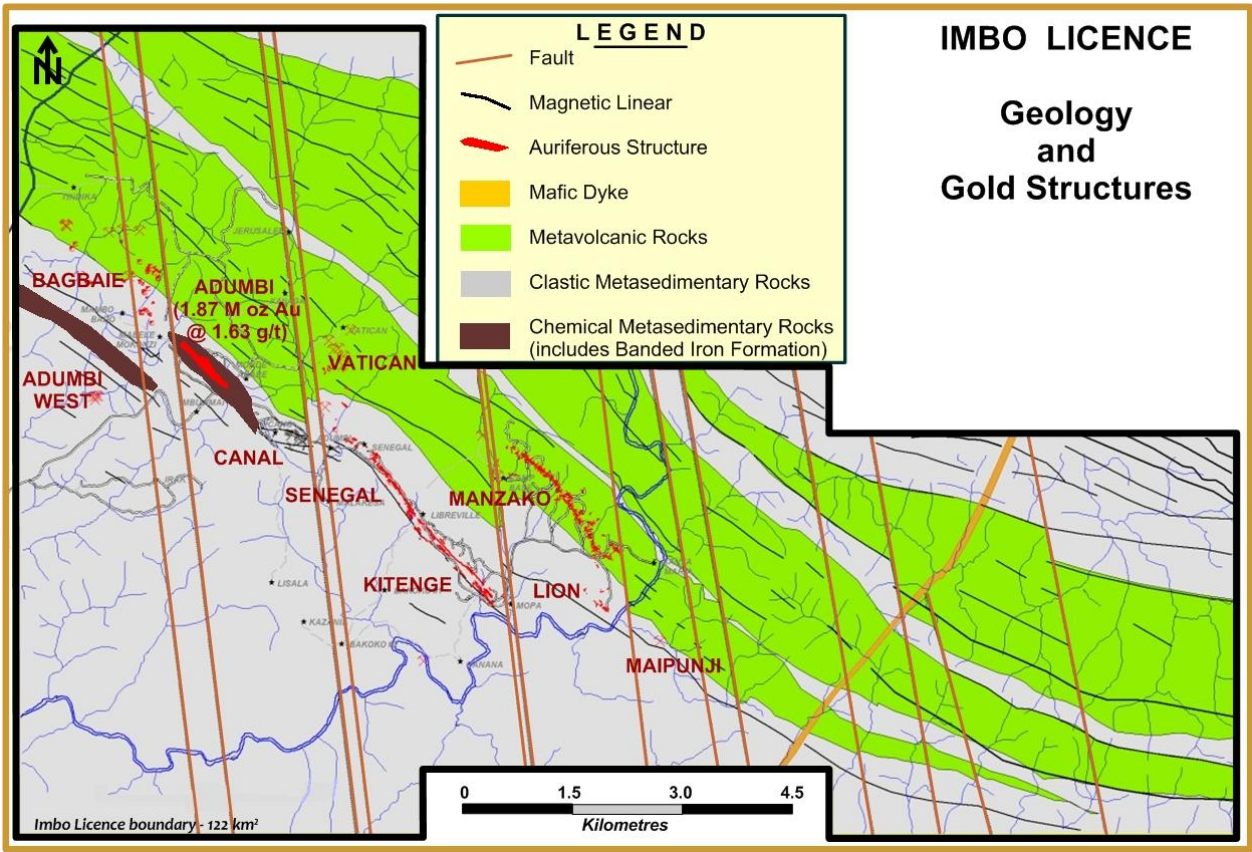 IMBO LICENCE
Geology
and
Gold Structures
LEGEND
Fault
Magnetic Linear
Auriferous Structure
Mafic Dyke
Metavolcanic Rocks
Clastic Metasedimentary Rocks
Chemical Metasedimentary Rocks
(includes Banded Iron Formation)
N
TINDIKA
JERUSALEM
BAGBAIE
ADUMBI
(1.87 M oz Au
@ 1.63 g/t)
VATICAN
VATICAN
ADUMBI
WEST
CANAL
SENEGAL
SENEGAL
IRAK
MANZAKO
LIBREVILLE
KITENGE
LION
LISALA
MOPA
MAIPUNJI
0
1.5
3.0
4.5
Kilometres
Imbo Licence boundary - 122 km²